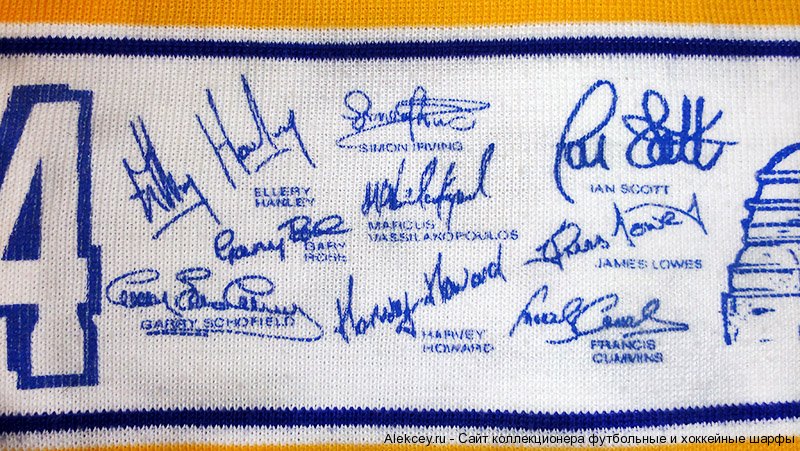 4
ELLERY
HANLEY
SIMON IRVING
IAN SCOTT
GARY
ROSE
MARCUS
VASSILAKOPOULOS
JAMES LOWES
GARRY SCHOFIELD
HARVEY
HOWARD
FRANCIS
CUMMINS
Alekcey.ru - Сайт коллекционера футбольные и хоккейные шарфы